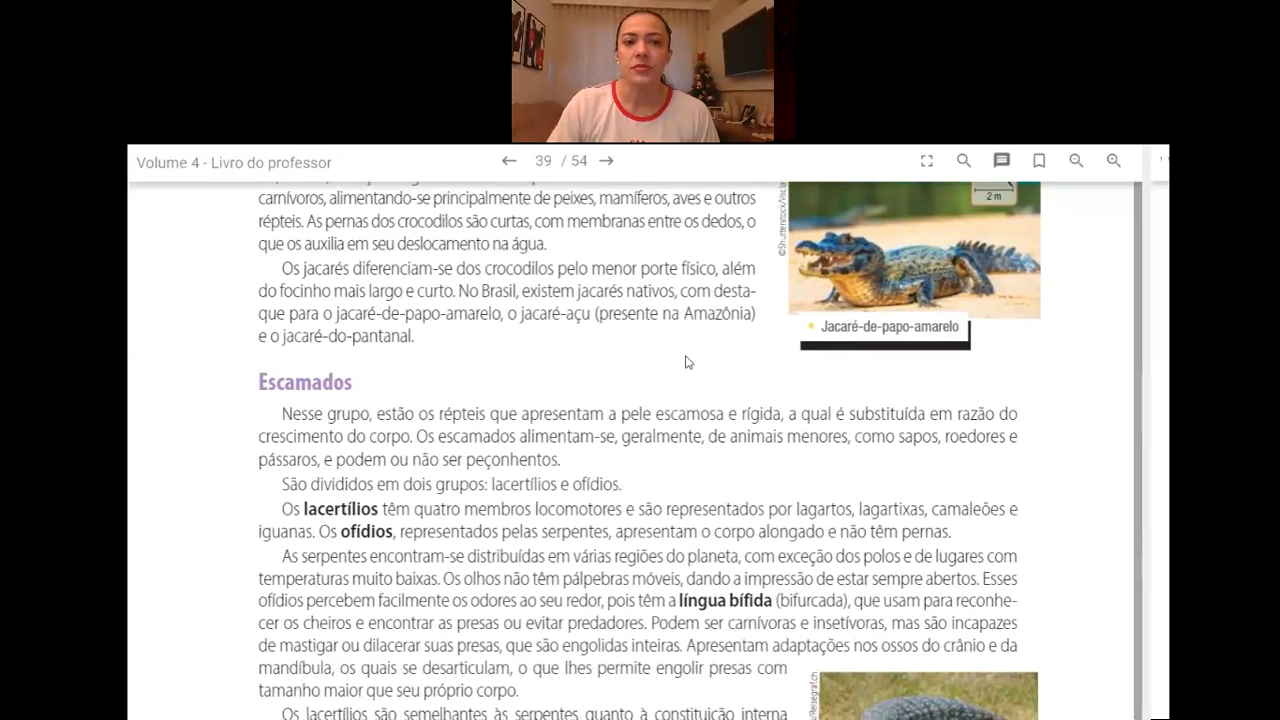 Volume 4 - Livro do professor
39 / 54
carnívoros, alimentando-se principalmente de peixes, mamíferos, aves e outros
répteis. As pernas dos crocodilos são curtas, com membranas entre os dedos, o
que os auxilia em seu deslocamento na água.
Os jacarés diferenciam-se dos crocodilos pelo menor porte físico, além
do focinho mais largo e curto. No Brasil, existem jacarés nativos, com desta-
que para o jacaré-de-papo-amarelo, o jacaré-açu (presente na Amazônia)
e o jacaré-do-pantanal.
2 m
• Jacaré-de-papo-amarelo
Escamados
Nesse grupo, estão os répteis que apresentam a pele escamosa e rígida, a qual é substituída em razão do
crescimento do corpo. Os escamados alimentam-se, geralmente, de animais menores, como sapos, roedores e
pássaros, e podem ou não ser peçonhentos.
São divididos em dois grupos: lacertílios e ofídios.
Os lacertílios têm quatro membros locomotores e são representados por lagartos, lagartixas, camaleões e
iguanas. Os ofídios, representados pelas serpentes, apresentam o corpo alongado e não têm pernas.
As serpentes encontram-se distribuídas em várias regiões do planeta, com exceção dos polos e de lugares com
temperaturas muito baixas. Os olhos não têm pálpebras móveis, dando a impressão de estar sempre abertos. Esses
ofídios percebem facilmente os odores ao seu redor, pois têm a língua bífida (bifurcada), que usam para reconhe-
cer os cheiros e encontrar as presas ou evitar predadores. Podem ser carnívoras e insetívoras, mas são incapazes
de mastigar ou dilacerar suas presas, que são engolidas inteiras. Apresentam adaptações nos ossos do crânio e da
mandíbula, os quais se desarticulam, o que lhes permite engolir presas com
tamanho maior que seu próprio corpo.
Os lacertílios são semelhantes às serpentes quanto à constituição interna